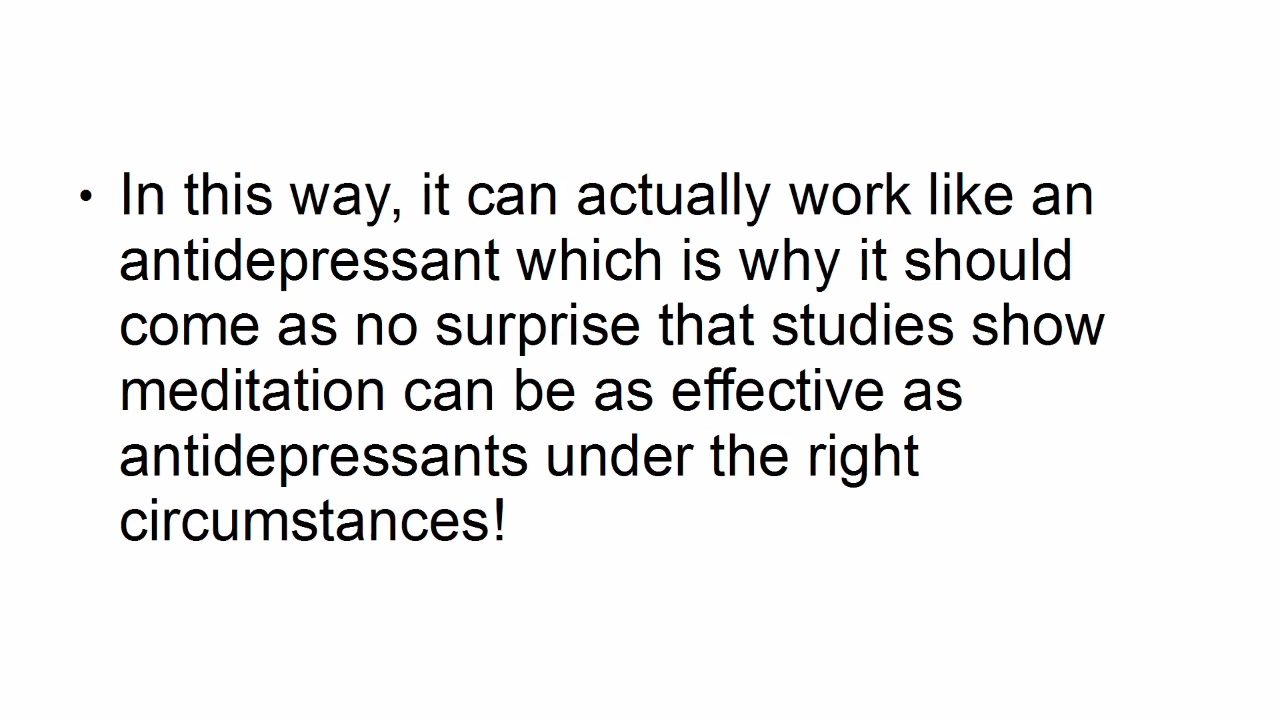 • In this way, it can actually work like an
antidepressant which is why it should
come as no surprise that studies show
meditation can be as effective as
antidepressants under the right
circumstances!